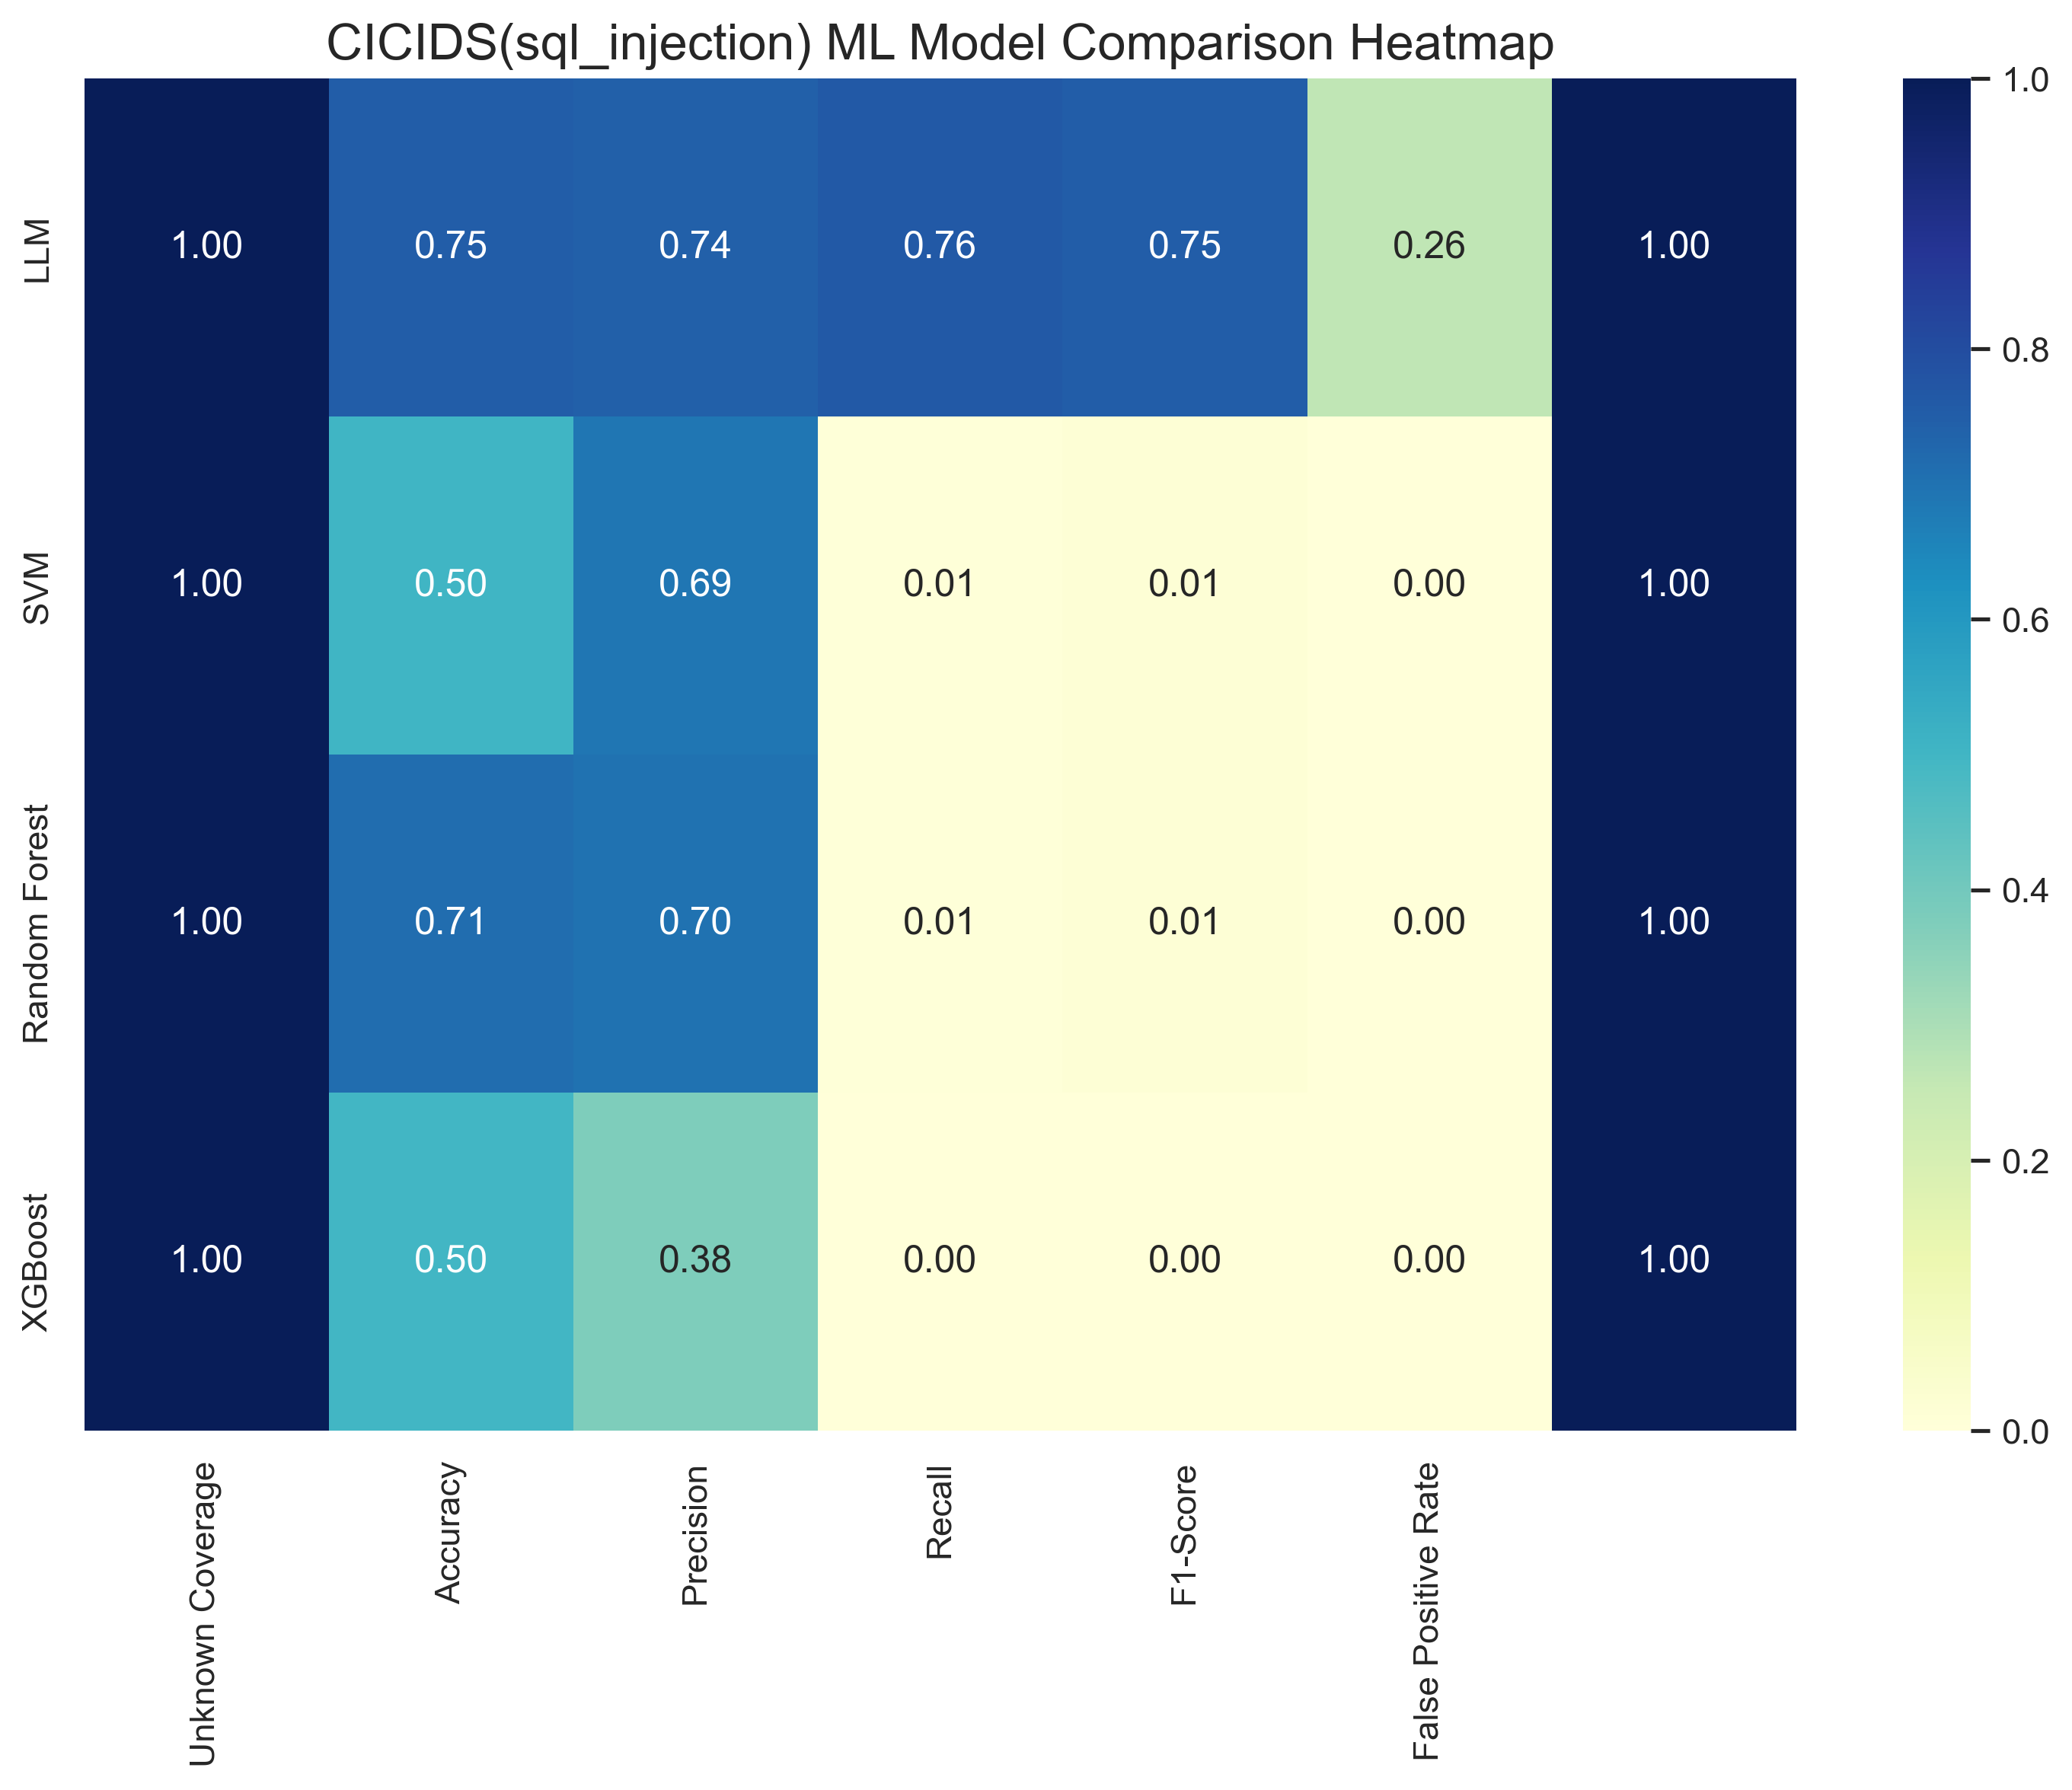 CICIDS(sql_injection) ML Model Comparison Heatmap
LLM 1.00 0.75 0.74 0.76 0.75 0.26 1.00
SVM 1.00 0.50 0.69 0.01 0.01 0.00 1.00
Random Forest 1.00 0.71 0.70 0.01 0.01 0.00 1.00
XGBoost 1.00 0.50 0.38 0.00 0.00 0.00 1.00
Unknown Coverage Accuracy Precision Recall F1-Score False Positive Rate
1.0
0.8
0.6
0.4
0.2
0.0